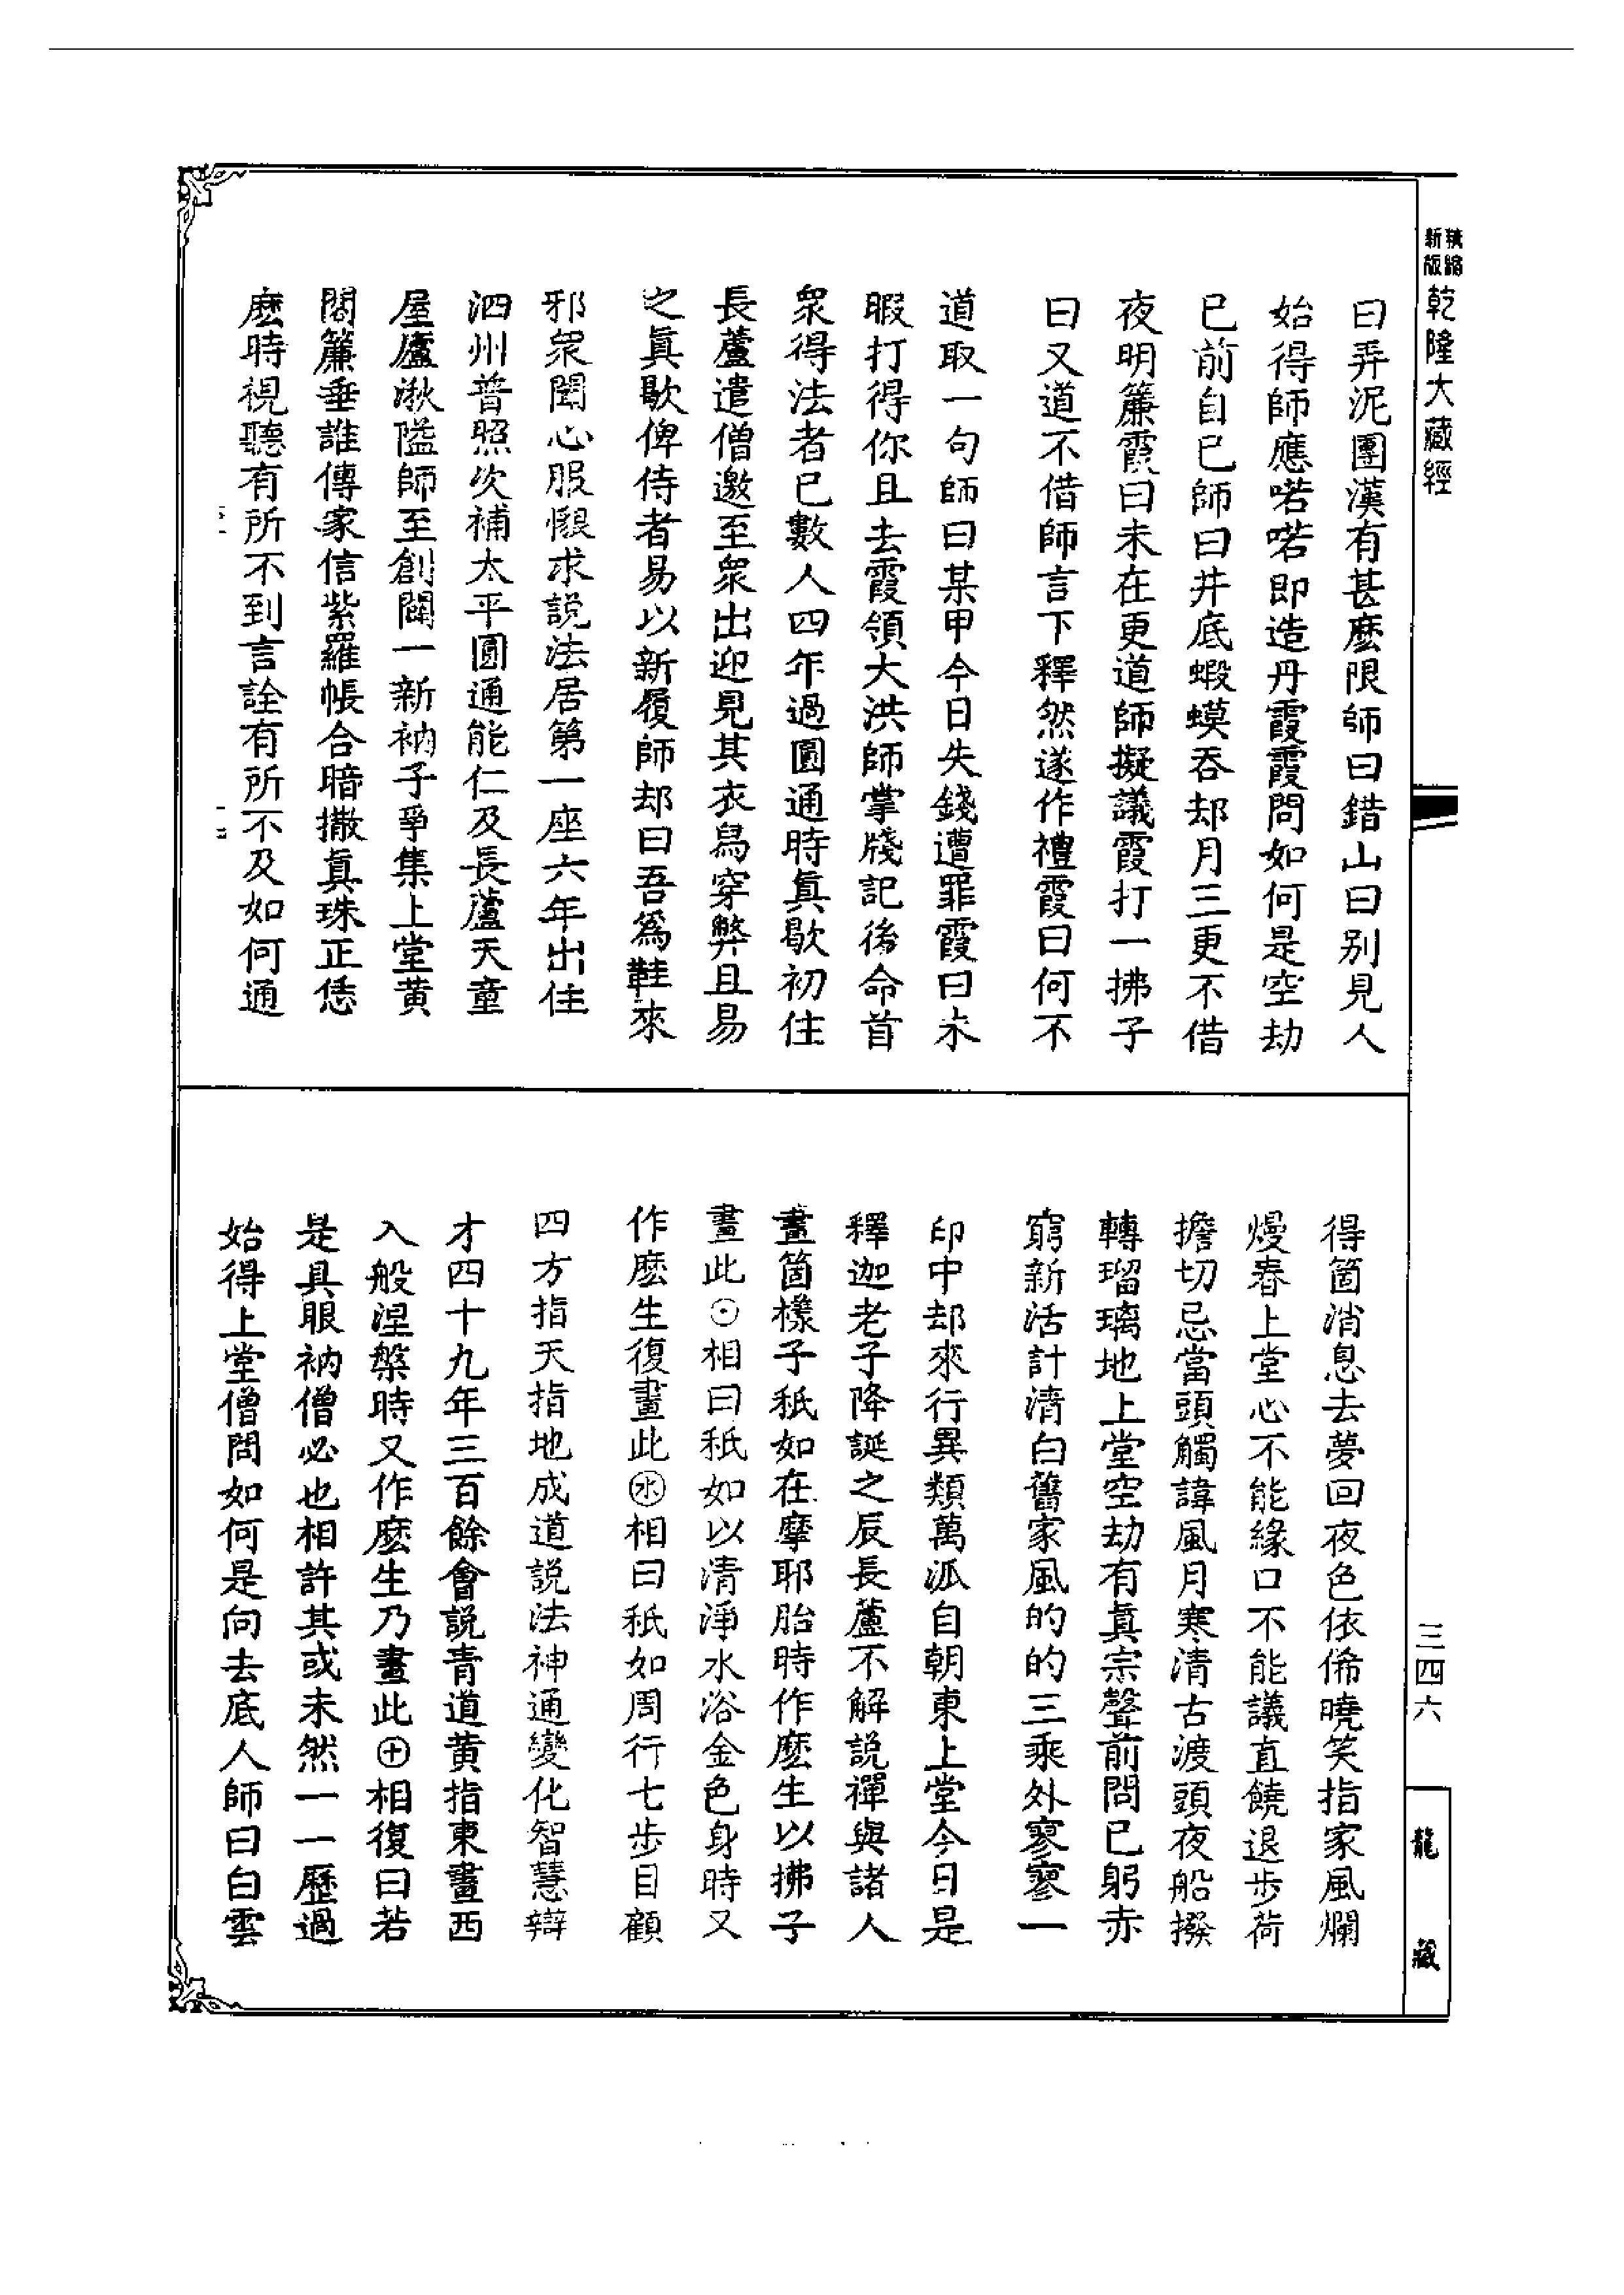 新版
乾隆大藏經
曰弄泥團漢有甚麽限師曰錯山曰别見人
始得師應喏喏即造丹霞霞問如何是空劫
已前自已師曰井底蝦蟆吞却月三更不借
夜明簾霞曰未在更道師擬議霞打一拂子
曰又道不借師言下釋然遂作禮霞曰何不
道取一句師曰某甲今日失錢遭罪霞曰未
暇打得你且去霞領大洪師掌牋記後命首
衆得法者已數人四年過圓通時眞歇初住
長蘆遣僧邀至衆出迎見其衣舄穿弊且易
之眞歇俾侍者易以新履師却曰吾爲鞋來
邪衆聞心服懇求説法居第一座六年出住
泗州普照次補太平圓通能仁及長蘆天童
屋廬湫隘師至創闢一新衲子爭集上堂黄
閣簾垂誰傳家信紫羅帳合暗撒眞珠正恁
麽時視聽有所不到言詮有所不及如何通
得箇消息去夢回夜色依俙曉笑指家風爛
熳春上堂心不能緣口不能議直饒退步荷
擔切忌當頭觸諱風月寒清古渡頭夜船撥
轉瑠璃地上堂空劫有眞宗聲前問已躬赤
窮新活計清白舊家風的的三乘外寥寥一
印中却來行異類萬派自朝東上堂今日是
釋迦老子降誕之辰長蘆不解説禪與諸人
畫箇樣子秖如在摩耶胎時作麽生以拂子
畫此☉相曰秖如以清淨水浴金色身時又
作麽生復畫此㊌相曰秖如周行七步目顧
四方指天指地成道説法神通變化智慧辯
才四十九年三百餘會説青道黄指東畫西
入般涅槃時又作麽生乃畫此⊕相復曰若
是具眼衲僧必也相許其或未然一一歷過
始得上堂僧問如何是向去底人師曰白雲
三四六
龍藏